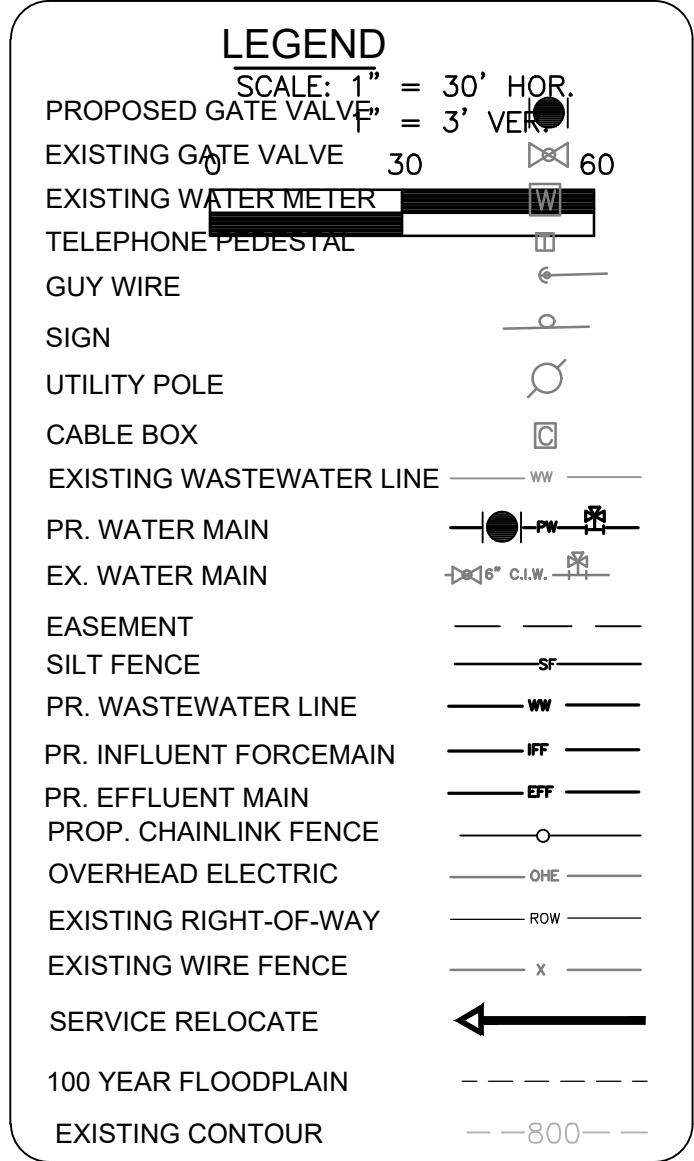 LEGEND
SCALE: 1" = 30' HOR.
PROPOSED GATE VALVE
1" = 3' VER.
EXISTING GATE VALVE
0 30 60
EXISTING WATER METER W
TELEPHONE PEDESTAL T
GUY WIRE
SIGN
UTILITY POLE
CABLE BOX C
EXISTING WASTEWATER LINE WW
PR. WATER MAIN PW
EX. WATER MAIN 6" C.I.W.
EASEMENT
SILT FENCE SF
PR. WASTEWATER LINE WW
PR. INFLUENT FORCEMAIN IFF
PR. EFFLUENT MAIN EFF
PROP. CHAINLINK FENCE
OVERHEAD ELECTRIC OHE
EXISTING RIGHT-OF-WAY ROW
EXISTING WIRE FENCE X
SERVICE RELOCATE
100 YEAR FLOODPLAIN
EXISTING CONTOUR 800